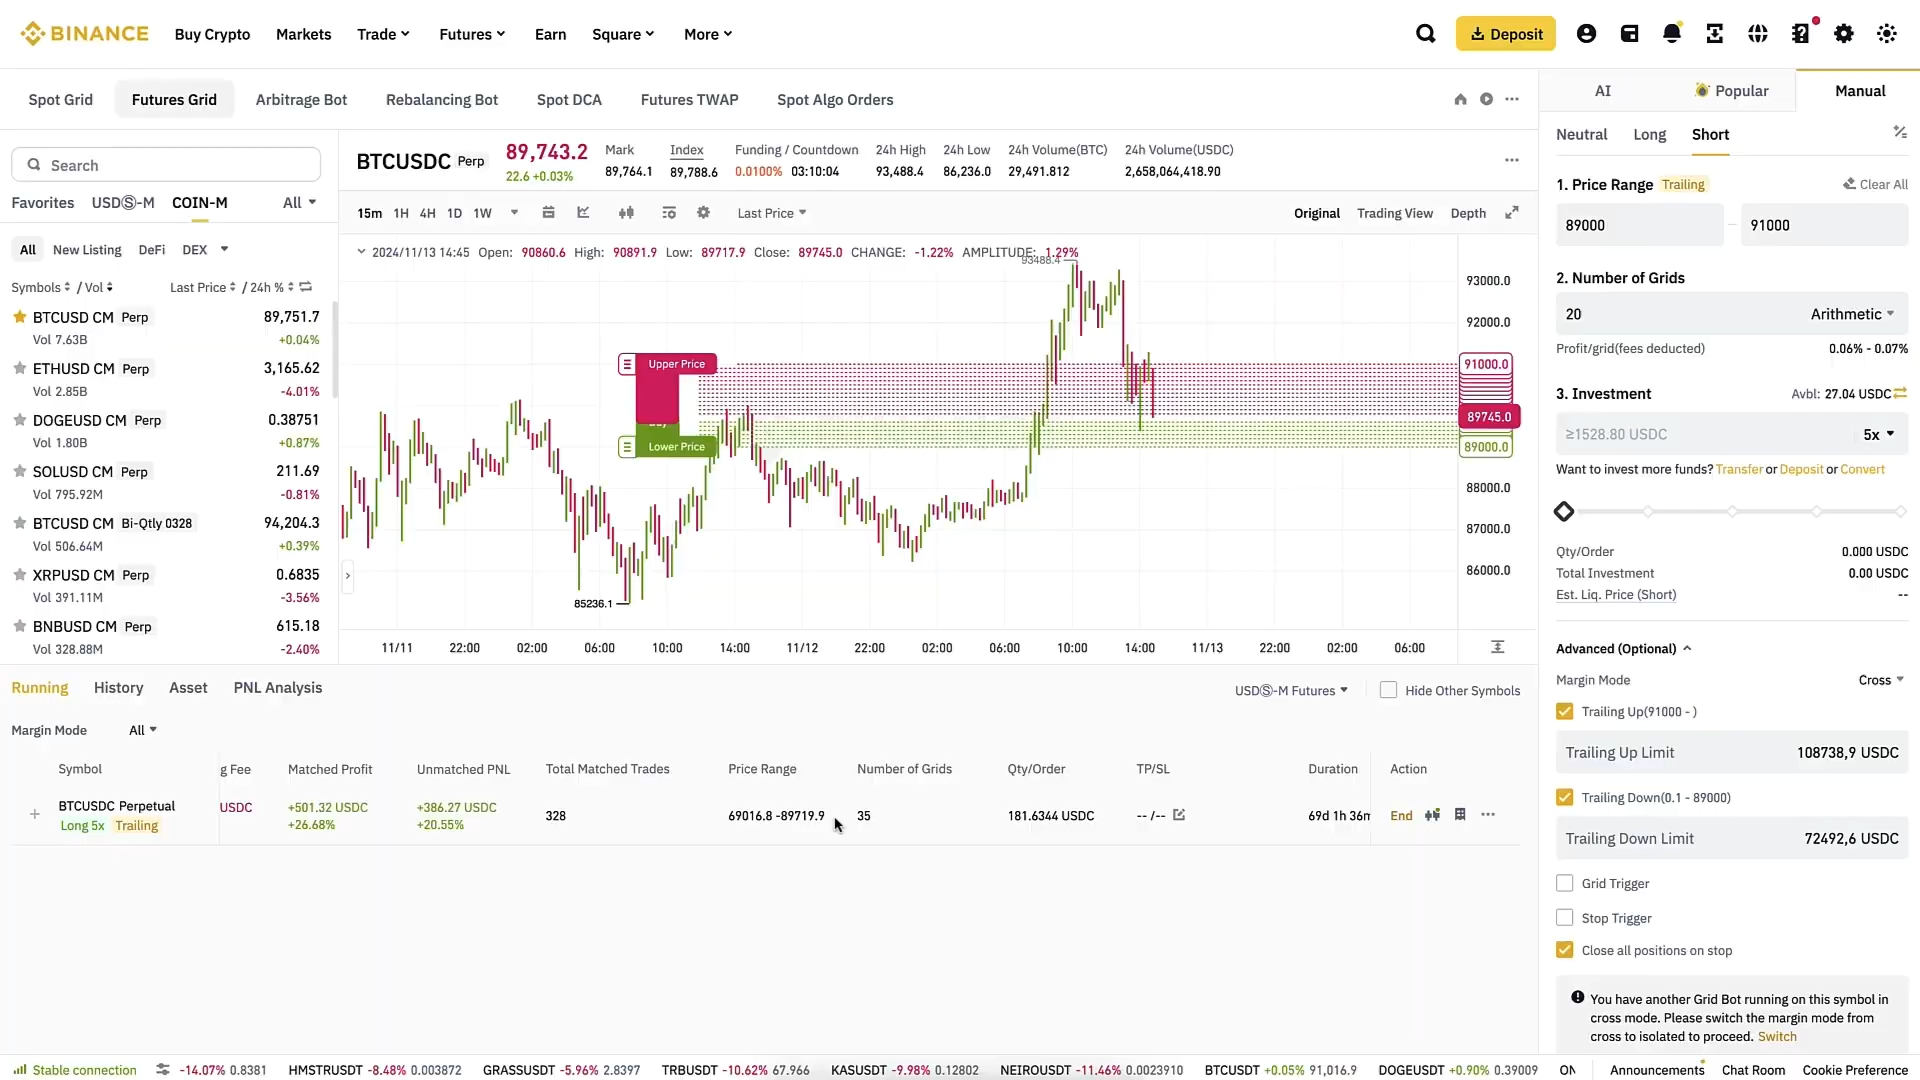 BINANCE
Buy Crypto
Markets
Trade
Futures
Earn
Square
More
Deposit
Spot Grid
Futures Grid
Arbitrage Bot
Rebalancing Bot
Spot DCA
Futures TWAP
Spot Algo Orders
Search
Favorites
USDⓈ-M
COIN-M
All
All
New Listing
DeFi
DEX
Symbols / Vol
Last Price / 24h %
BTCUSD CM Perp 89,751.7
Vol 7.63B +0.04%
ETHUSD CM Perp 3,165.62
Vol 2.85B -4.01%
DOGEUSD CM Perp 0.38751
Vol 1.80B +0.87%
SOLUSD CM Perp 211.69
Vol 795.92M -0.81%
BTCUSD CM Bi-Qtly 0328 94,204.3
Vol 506.64M +0.39%
XRPUSD CM Perp 0.6835
Vol 391.11M -3.56%
BNBUSD CM Perp 615.18
Vol 328.88M -2.40%
BTCUSDC Perp
89,743.2
22.6 +0.03%
Mark
89,764.1
Index
89,788.6
Funding / Countdown
0.0100% 03:10:04
24h High
93,488.4
24h Low
86,236.0
24h Volume(BTC)
29,491.812
24h Volume(USDC)
2,658,064,418.90
15m 1H 4H 1D 1W
Last Price
Original
Trading View
Depth
2024/11/13 14:45 Open: 90860.6 High: 90891.9 Low: 89717.9 Close: 89745.0 CHANGE: -1.22% AMPLITUDE: 1.29%
93488.4
93000.0
92000.0
Upper Price
91000.0
89745.0
Lower Price
89000.0
88000.0
87000.0
86000.0
85236.1
11/11 22:00 02:00 06:00 10:00 14:00 11/12 22:00 02:00 06:00 10:00 14:00 11/13 22:00 02:00 06:00
Running
History
Asset
PNL Analysis
USDⓈ-M Futures
Hide Other Symbols
Margin Mode
All
Symbol
g Fee
Matched Profit
Unmatched PNL
Total Matched Trades
Price Range
Number of Grids
Qty/Order
TP/SL
Duration
Action
BTCUSDC Perpetual
Long 5x Trailing
USDC
+501.32 USDC
+26.68%
+386.27 USDC
+20.55%
328
69016.8 -89719.9
35
181.6344 USDC
-- /--
69d 1h 36m
End
AI
Popular
Manual
Neutral
Long
Short
1. Price Range Trailing
Clear All
89000 – 91000
2. Number of Grids
20 Arithmetic
Profit/grid(fees deducted) 0.06% - 0.07%
3. Investment
Avbl: 27.04 USDC
≥1528.80 USDC 5x
Want to invest more funds? Transfer or Deposit or Convert
Qty/Order 0.000 USDC
Total Investment 0.00 USDC
Est. Liq. Price (Short) --
Advanced (Optional)
Margin Mode Cross
Trailing Up(91000 - )
Trailing Up Limit 108738,9 USDC
Trailing Down(0.1 - 89000)
Trailing Down Limit 72492,6 USDC
Grid Trigger
Stop Trigger
Close all positions on stop
You have another Grid Bot running on this symbol in
cross mode. Please switch the margin mode from
cross to isolated to proceed. Switch
Stable connection
-14.07% 0.8381
HMSTRUSDT -8.48% 0.003872
GRASSUSDT -5.96% 2.8397
TRBUSDT -10.62% 67.966
KASUSDT -9.98% 0.12802
NEIROUSDT -11.46% 0.0023910
BTCUSDT +0.05% 91,016.9
DOGEUSDT +0.90% 0.39009
ON
Announcements
Chat Room
Cookie Preference